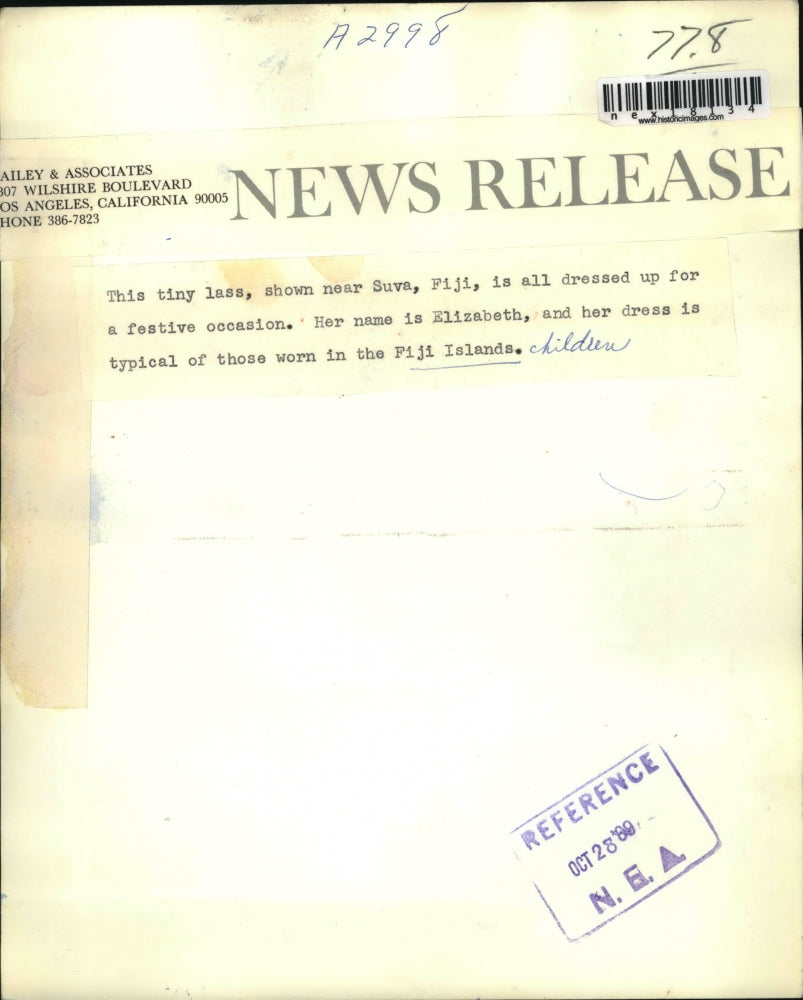 A2998
77.8
nex18134
www.historicimages.com
AILEY & ASSOCIATES
307 WILSHIRE BOULEVARD
OS ANGELES, CALIFORNIA 90005
HONE 386-7823
NEWS RELEASE
This tiny lass, shown near Suva, Fiji, is all dressed up for
a festive occasion. Her name is Elizabeth, and her dress is
typical of those worn in the Fiji Islands. children
REFERENCE
OCT 28 '69
N. E. A